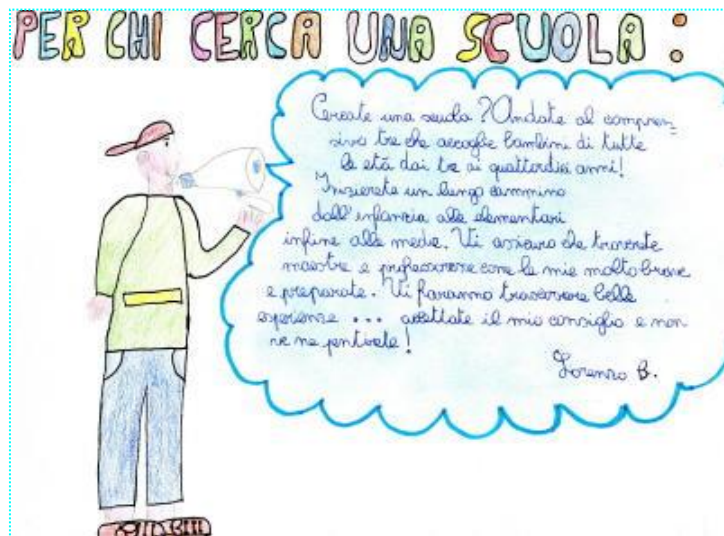 PER CHI CERCA UNA SCUOLA :
Cercate una scuola ? Andate al compren=
sivo tre che accoglie bambini di tutte
le età dai tre ai quattordici anni!
Inizierete un lungo cammino
dall'infanzia alle elementari
infine alle medie. Vi assicuro che troverete
maestre e professoresse come le mie molto brave
e preparate. Vi faranno trascorrere belle
esperienze ... accettate il mio consiglio e non
ve ne pentirete!
Lorenzo B.